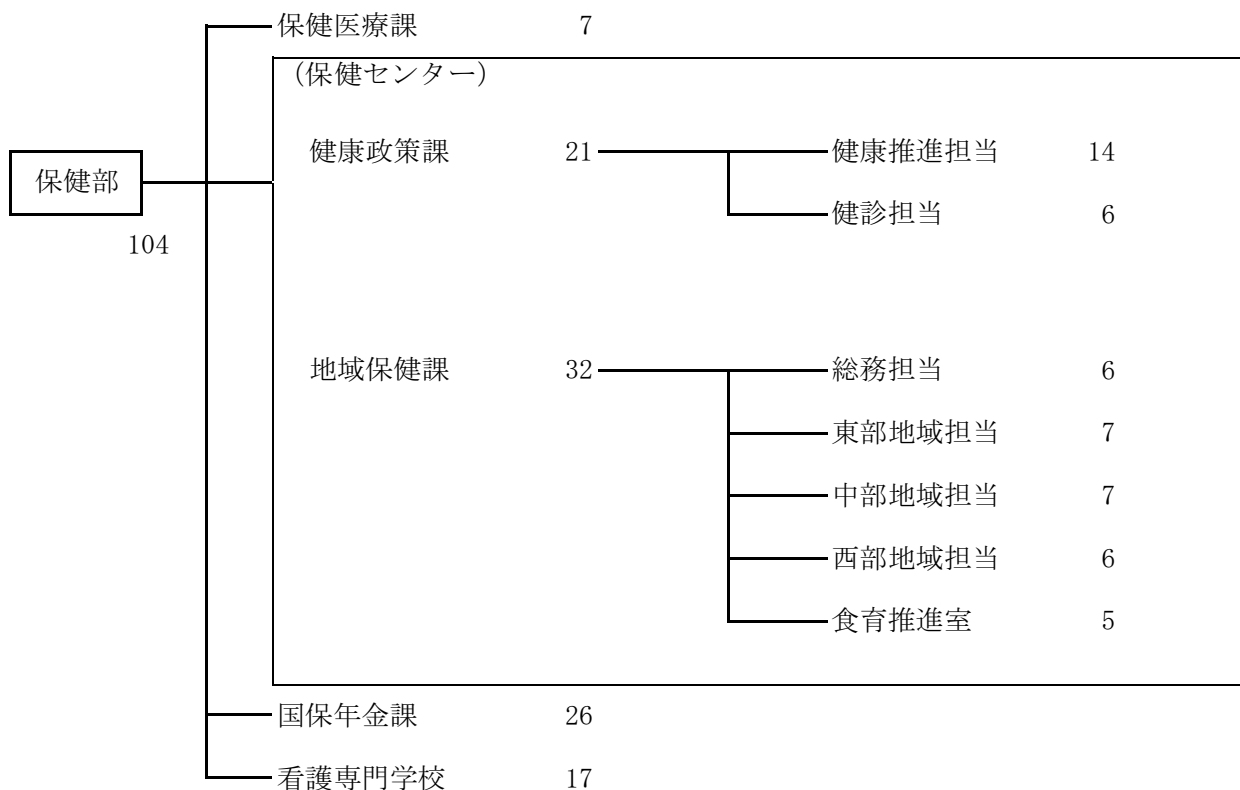 保健医療課 7
(保健センター)
健康政策課 21 健康推進担当 14
保健部
健診担当 6
104
地域保健課 32 総務担当 6
東部地域担当 7
中部地域担当 7
西部地域担当 6
食育推進室 5
国保年金課 26
看護専門学校 17